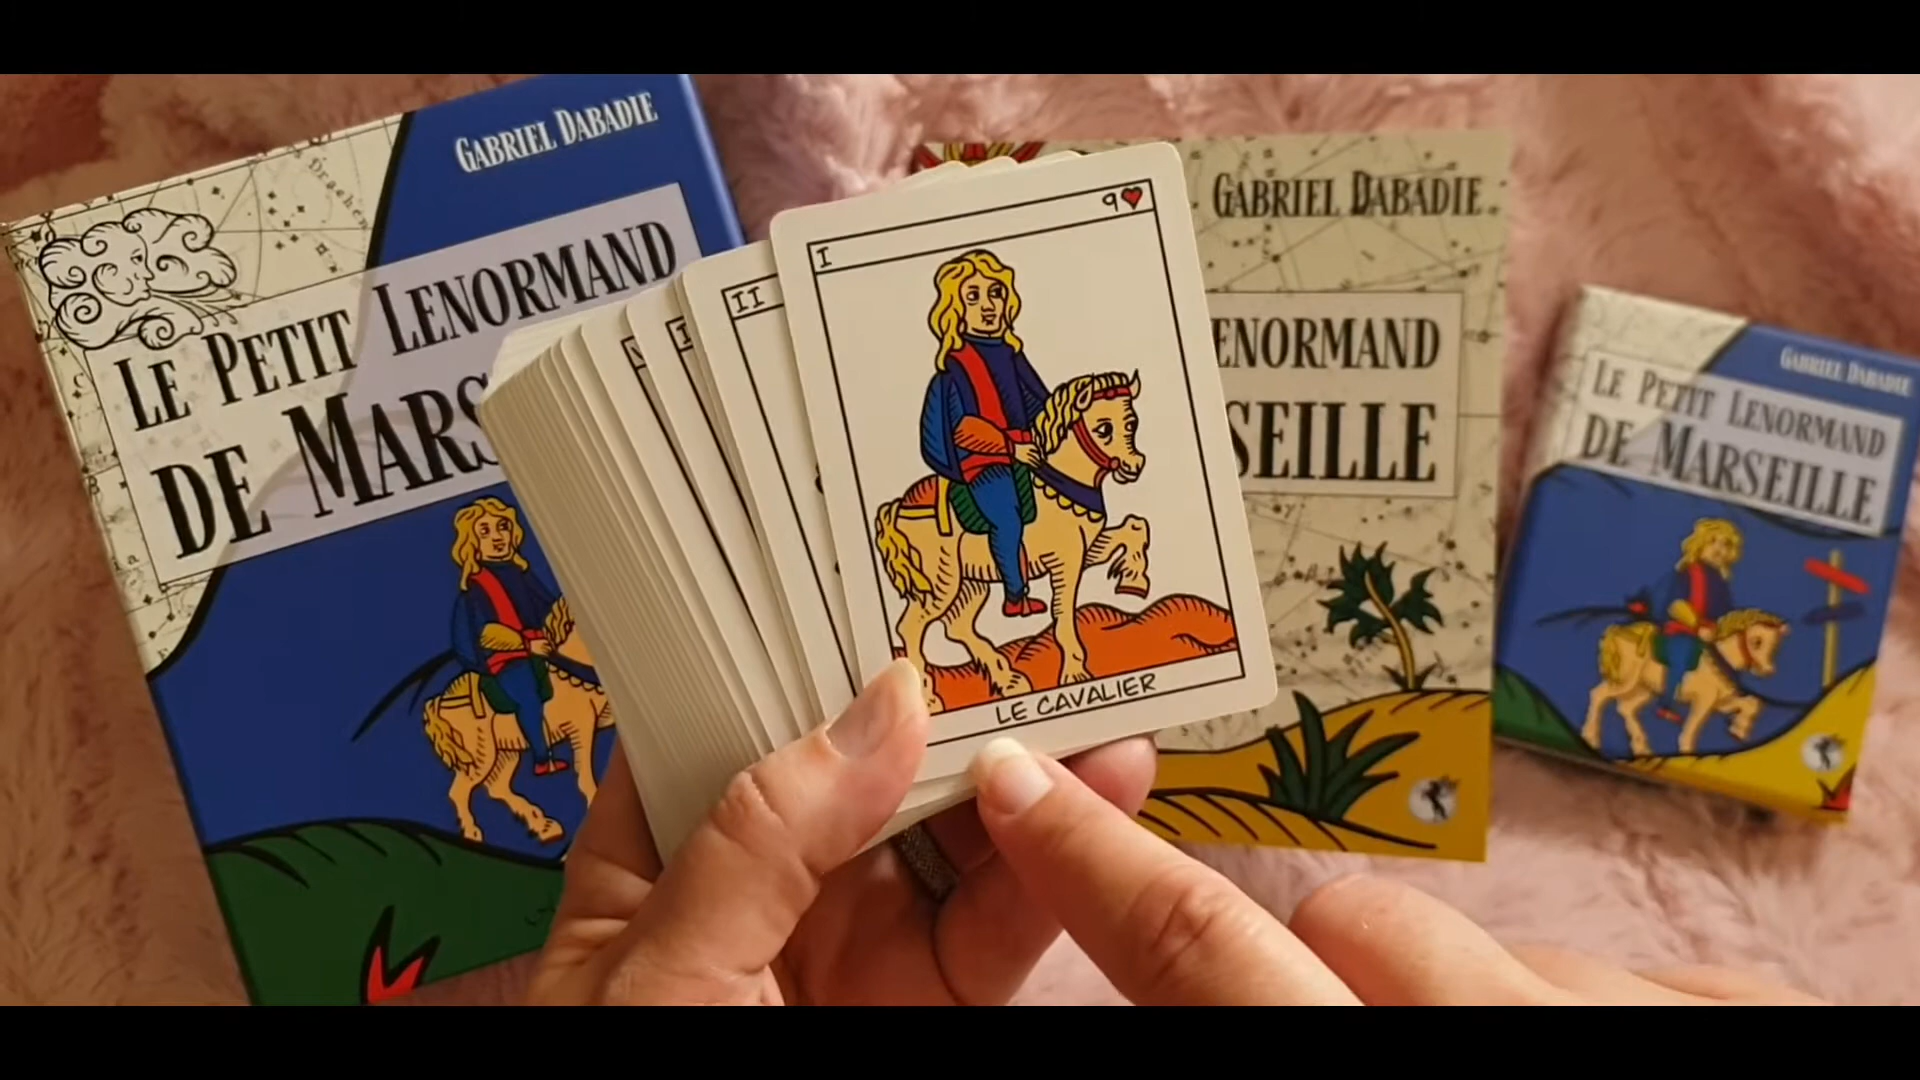 GABRIEL DABADIE
LE PETIT LENORMAND
DE MARS
II
I
9
LE CAVALIER
GABRIEL DABADIE
ENORMAND
SEILLE
GABRIEL DABADIE
LE PETIT LENORMAND
DE MARSEILLE